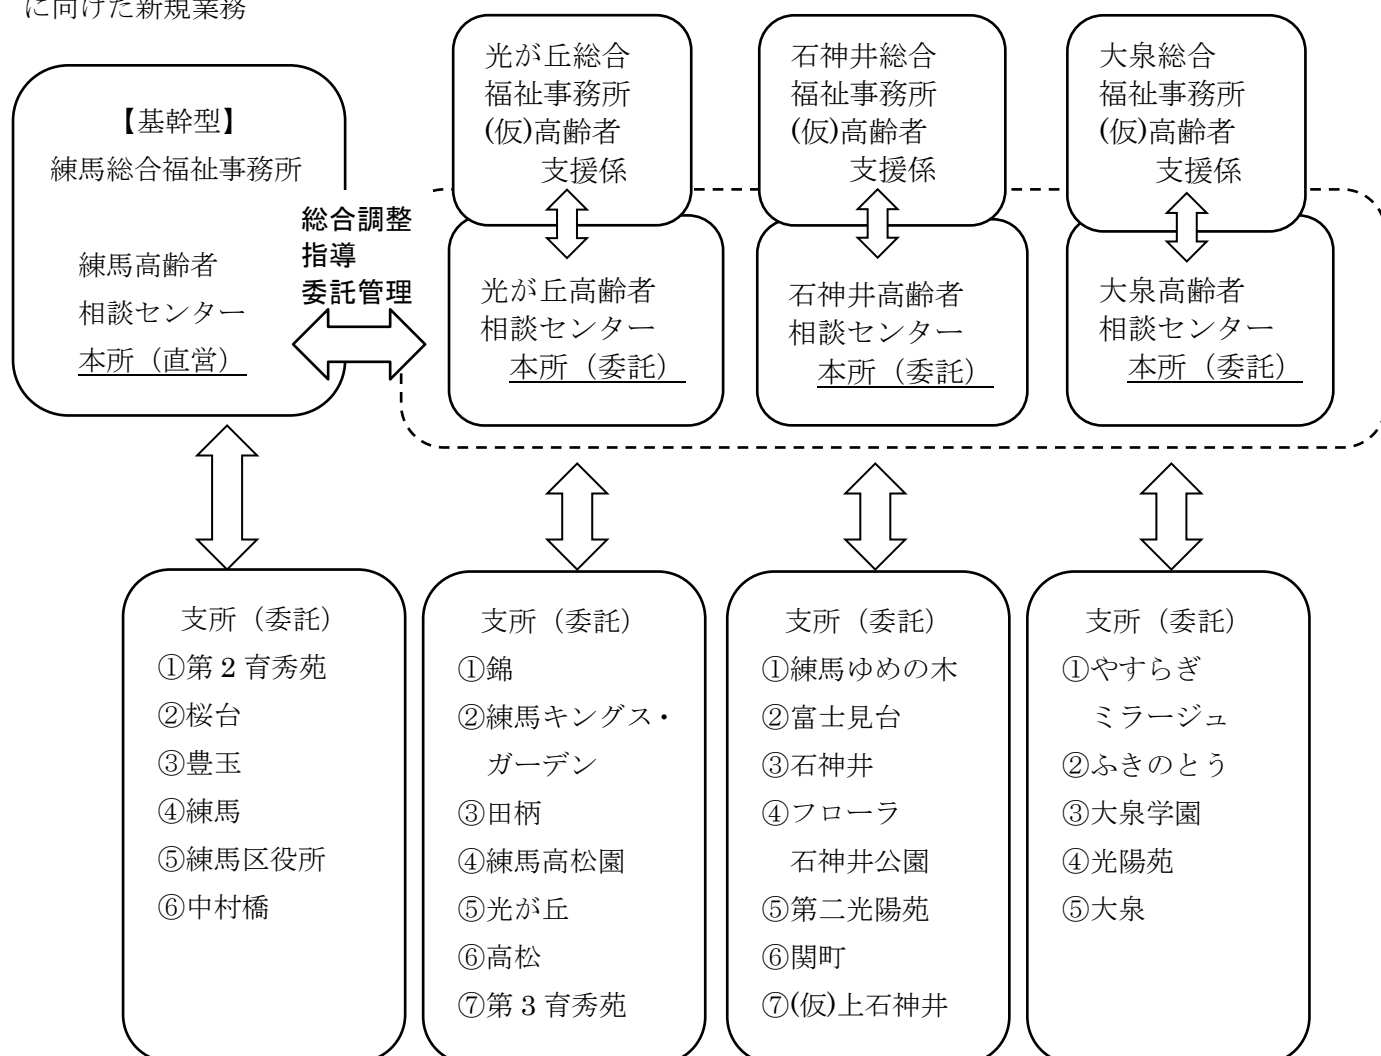 に向けた新規業務
【基幹型】
練馬総合福祉事務所
練馬高齢者
相談センター
本所（直営）
総合調整
指導
委託管理
光が丘総合
福祉事務所
(仮)高齢者
支援係
光が丘高齢者
相談センター
本所（委託）
石神井総合
福祉事務所
(仮)高齢者
支援係
石神井高齢者
相談センター
本所（委託）
大泉総合
福祉事務所
(仮)高齢者
支援係
大泉高齢者
相談センター
本所（委託）
支所（委託）
①第２育秀苑
②桜台
③豊玉
④練馬
⑤練馬区役所
⑥中村橋
支所（委託）
①錦
②練馬キングス・
ガーデン
③田柄
④練馬高松園
⑤光が丘
⑥高松
⑦第３育秀苑
支所（委託）
①練馬ゆめの木
②富士見台
③石神井
④フローラ
石神井公園
⑤第二光陽苑
⑥関町
⑦(仮)上石神井
支所（委託）
①やすらぎ
ミラージュ
②ふきのとう
③大泉学園
④光陽苑
⑤大泉